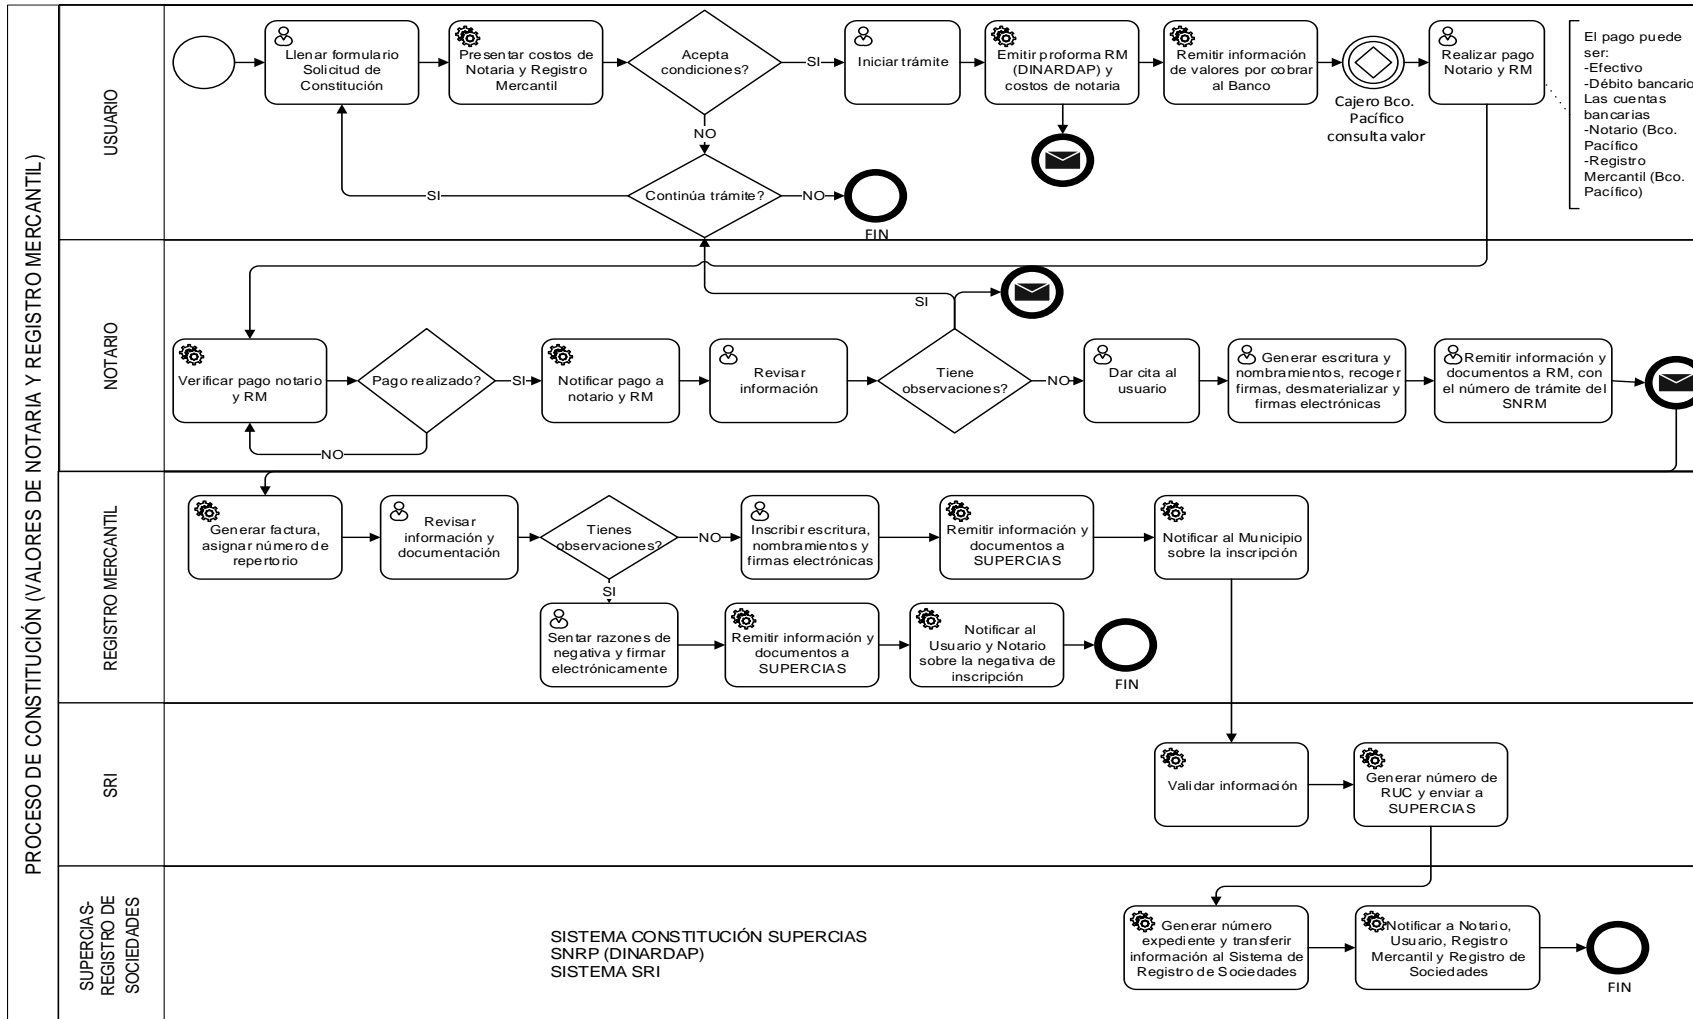 PROCESO DE CONSTITUCIÓN (VALORES DE NOTARIA Y REGISTRO MERCANTIL)
USUARIO
Llenar formulario
Solicitud de
Constitución
Presentar costos de
Notaria y Registro
Mercantil
Acepta
condiciones?
SI
Iniciar trámite
Emitir proforma RM
(DINARDAP) y
costos de notaria
Remitir información
de valores por cobrar
al Banco
Cajero Bco.
Pacífico
consulta valor
Realizar pago
Notario y RM
El pago puede
ser:
-Efectivo
-Débito bancario
Las cuentas
bancarias
-Notario (Bco.
Pacífico
-Registro
Mercantil (Bco.
Pacífico)
NO
SI
Continúa trámite?
NO
FIN
NOTARIO
SI
Verificar pago notario
y RM
Pago realizado?
SI
Notificar pago a
notario y RM
Revisar
información
Tiene
observaciones?
NO
Dar cita al
usuario
Generar escritura y
nombramientos, recoger
firmas, desmaterializar y
firmas electrónicas
Remitir información y
documentos a RM, con
el número de trámite del
SNRM
NO
REGISTRO MERCANTIL
Generar factura,
asignar número de
repertorio
Revisar
información y
documentación
Tienes
observaciones?
NO
Inscribir escritura,
nombramientos y
firmas electrónicas
Remitir información y
documentos a
SUPERCIAS
Notificar al Municipio
sobre la inscripción
SI
Sentar razones de
negativa y firmar
electrónicamente
Remitir información y
documentos a
SUPERCIAS
Notificar al
Usuario y Notario
sobre la negativa de
inscripción
FIN
SRI
Validar información
Generar número de
RUC y enviar a
SUPERCIAS
SUPERCIAS-
REGISTRO DE
SOCIEDADES
SISTEMA CONSTITUCIÓN SUPERCIAS
SNRP (DINARDAP)
SISTEMA SRI
Generar número
expediente y transferir
información al Sistema de
Registro de Sociedades
Notificar a Notario,
Usuario, Registro
Mercantil y Registro de
Sociedades
FIN